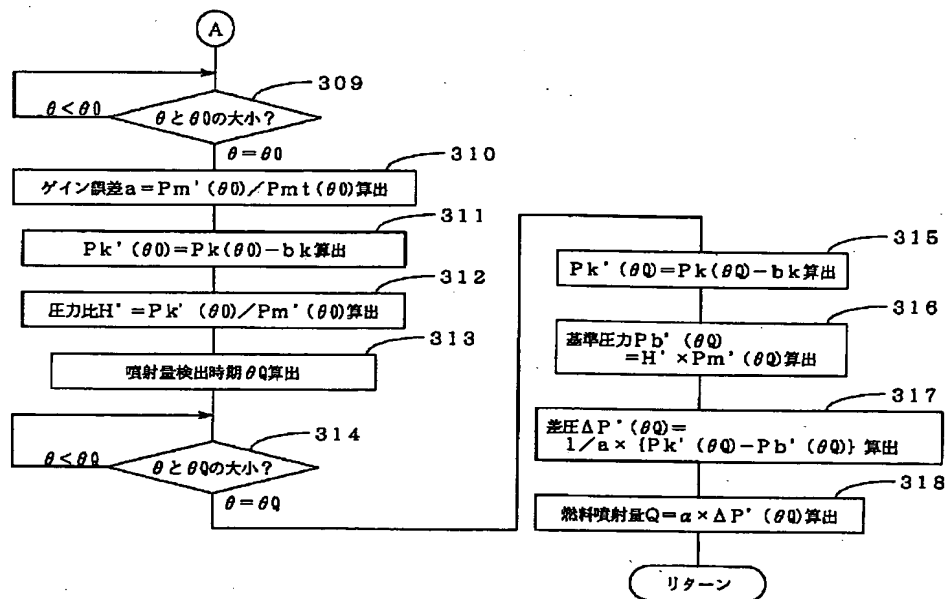 A
309
θ<θ0
θとθ0の大小?
θ=θ0
310
ゲイン誤差a=Pm'(θ0)/Pmt(θ0)算出
311
Pk'(θ0)=Pk(θ0)-bk算出
312
圧力比H'=Pk'(θ0)/Pm'(θ0)算出
313
噴射量検出時期θQ算出
314
θ<θQ
θとθQの大小?
θ=θQ
315
Pk'(θQ)=Pk(θQ)-bk算出
316
基準圧力Pb'(θQ)
=H'×Pm'(θQ)算出
317
差圧ΔP'(θQ)=
1/a×{Pk'(θQ)-Pb'(θQ)}算出
318
燃料噴射量Q=α×ΔP'(θQ)算出
リターン